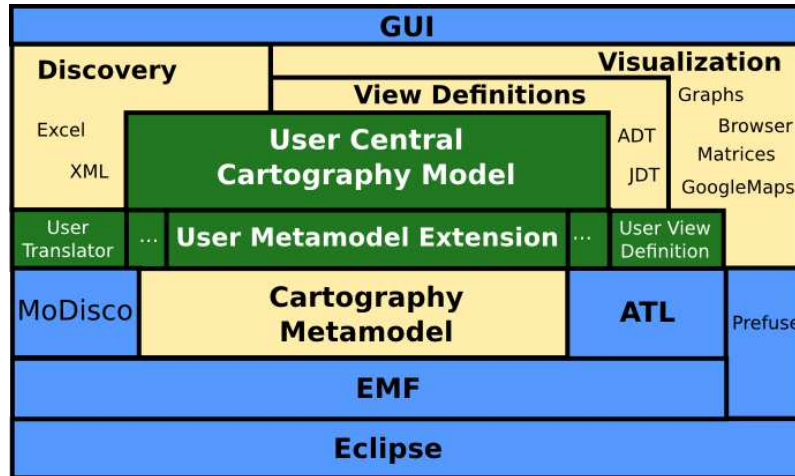 GUI
Discovery
Visualization
View Definitions
Graphs
Excel
User Central
Cartography Model
ADT
Browser
XML
JDT
Matrices
GoogleMaps
User
Translator
...
User Metamodel Extension
...
User View
Definition
MoDisco
Cartography
Metamodel
ATL
Prefuse
EMF
Eclipse